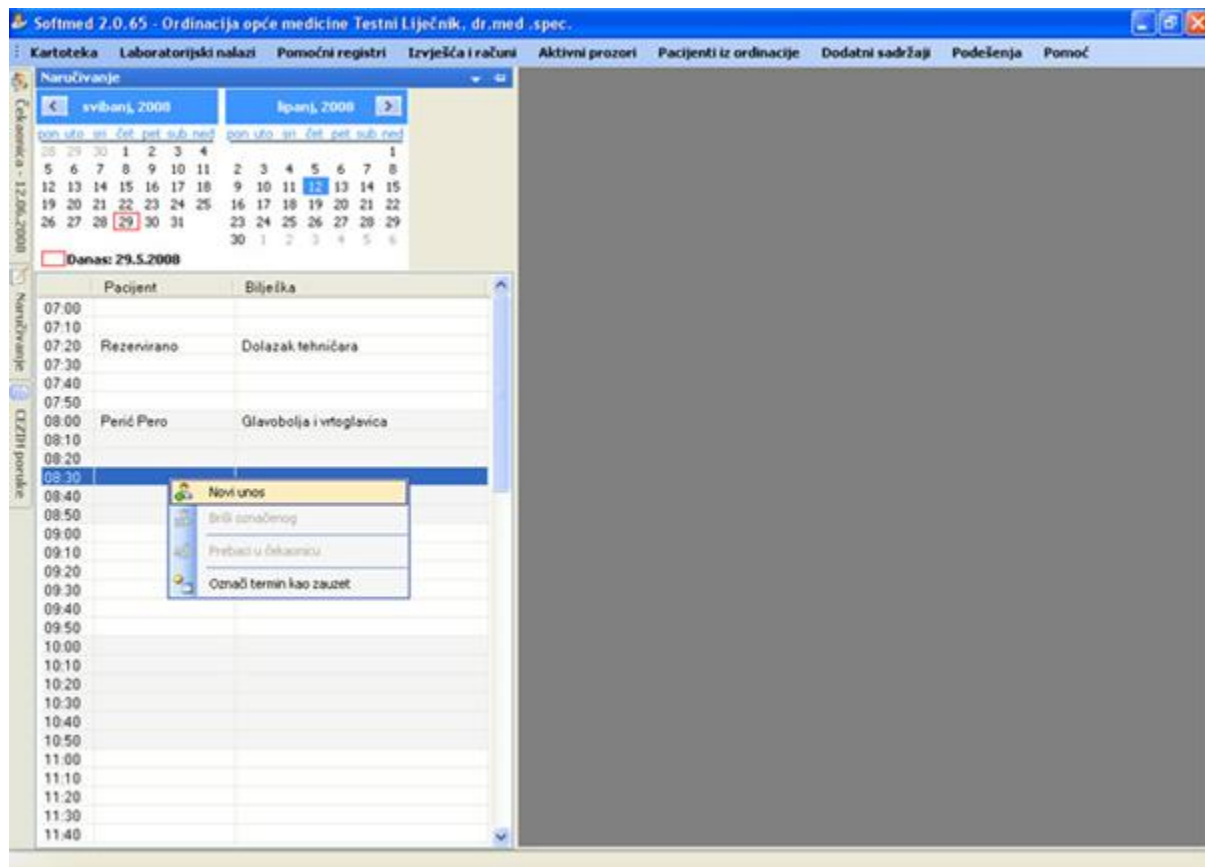 Softmed 2.0.65 - Ordinacija opće medicine Testni Liječnik, dr.med .spec.
Kartoteka Laboratorijski nalazi Pomoćni registri Izvješća i računi Aktivni prozori Pacijenti iz ordinacije Dodatni sadržaji Podešenja Pomoć
Čekaonica - 12.06.2008
Naručivanje
CEZIH poruke
Naručivanje
svibanj, 2008 lipanj, 2008
pon uto sri čet pet sub ned pon uto sri čet pet sub ned
28 29 30 1 2 3 4 1
5 6 7 8 9 10 11 2 3 4 5 6 7 8
12 13 14 15 16 17 18 9 10 11 12 13 14 15
19 20 21 22 23 24 25 16 17 18 19 20 21 22
26 27 28 29 30 31 23 24 25 26 27 28 29
30 1 2 3 4 5 6
Danas: 29.5.2008
Pacijent Bilješka
07:00
07:10
07:20 Rezervirano Dolazak tehničara
07:30
07:40
07:50
08:00 Perić Pero Glavobolja i vrtoglavica
08:10
08:20
08:30
08:40 Novi unos
08:50 Briši označenog
09:00
09:10 Prebaci u čekaonicu
09:20
09:30 Označi termin kao zauzet
09:40
09:50
10:00
10:10
10:20
10:30
10:40
10:50
11:00
11:10
11:20
11:30
11:40